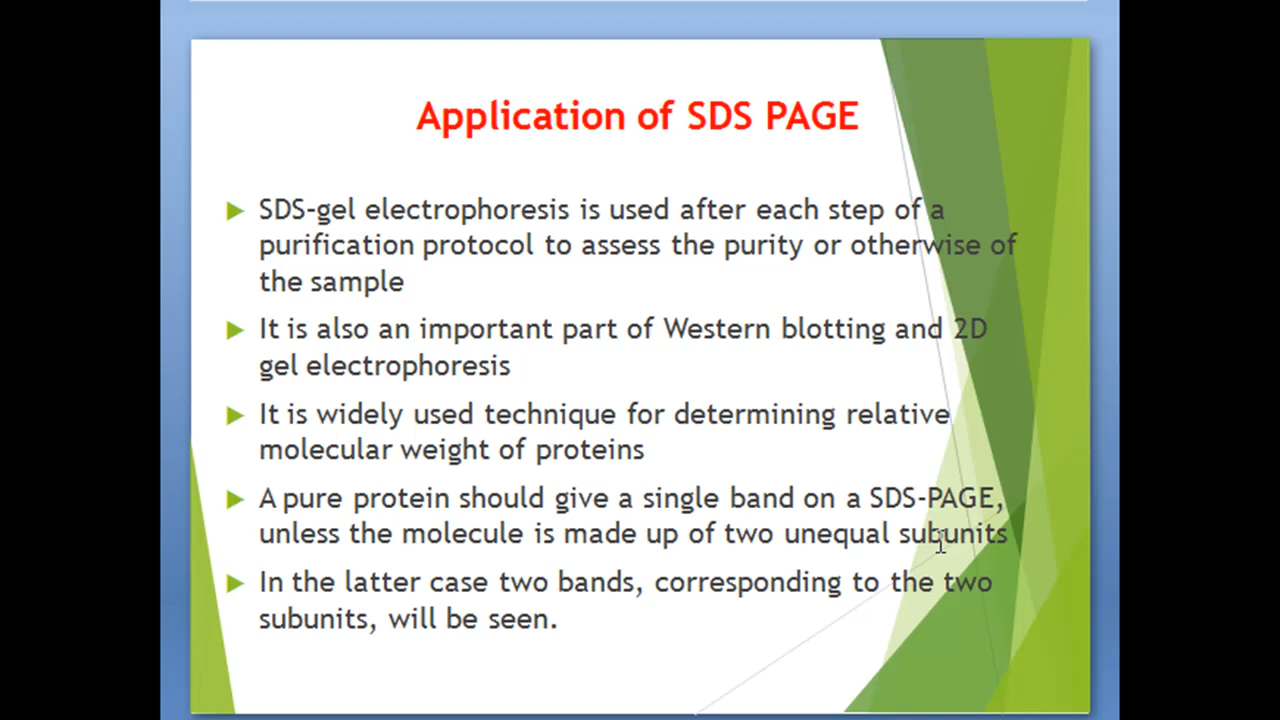 Application of SDS PAGE
SDS-gel electrophoresis is used after each step of a
purification protocol to assess the purity or otherwise of
the sample
It is also an important part of Western blotting and 2D
gel electrophoresis
It is widely used technique for determining relative
molecular weight of proteins
A pure protein should give a single band on a SDS-PAGE,
unless the molecule is made up of two unequal subunits
In the latter case two bands, corresponding to the two
subunits, will be seen.